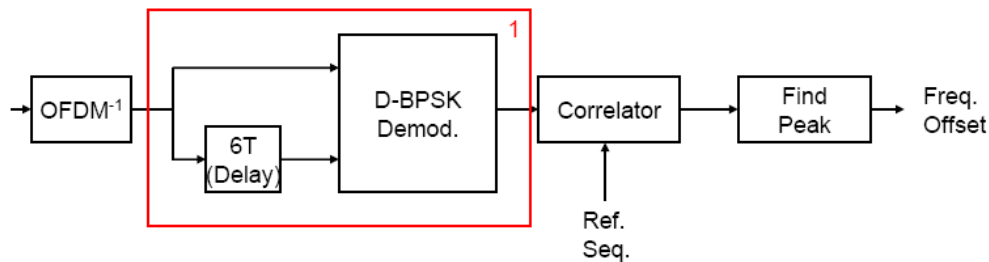 1
OFDM⁻¹
6T
(Delay)
D-BPSK
Demod.
Correlator
Find
Peak
Freq.
Offset
Ref.
Seq.